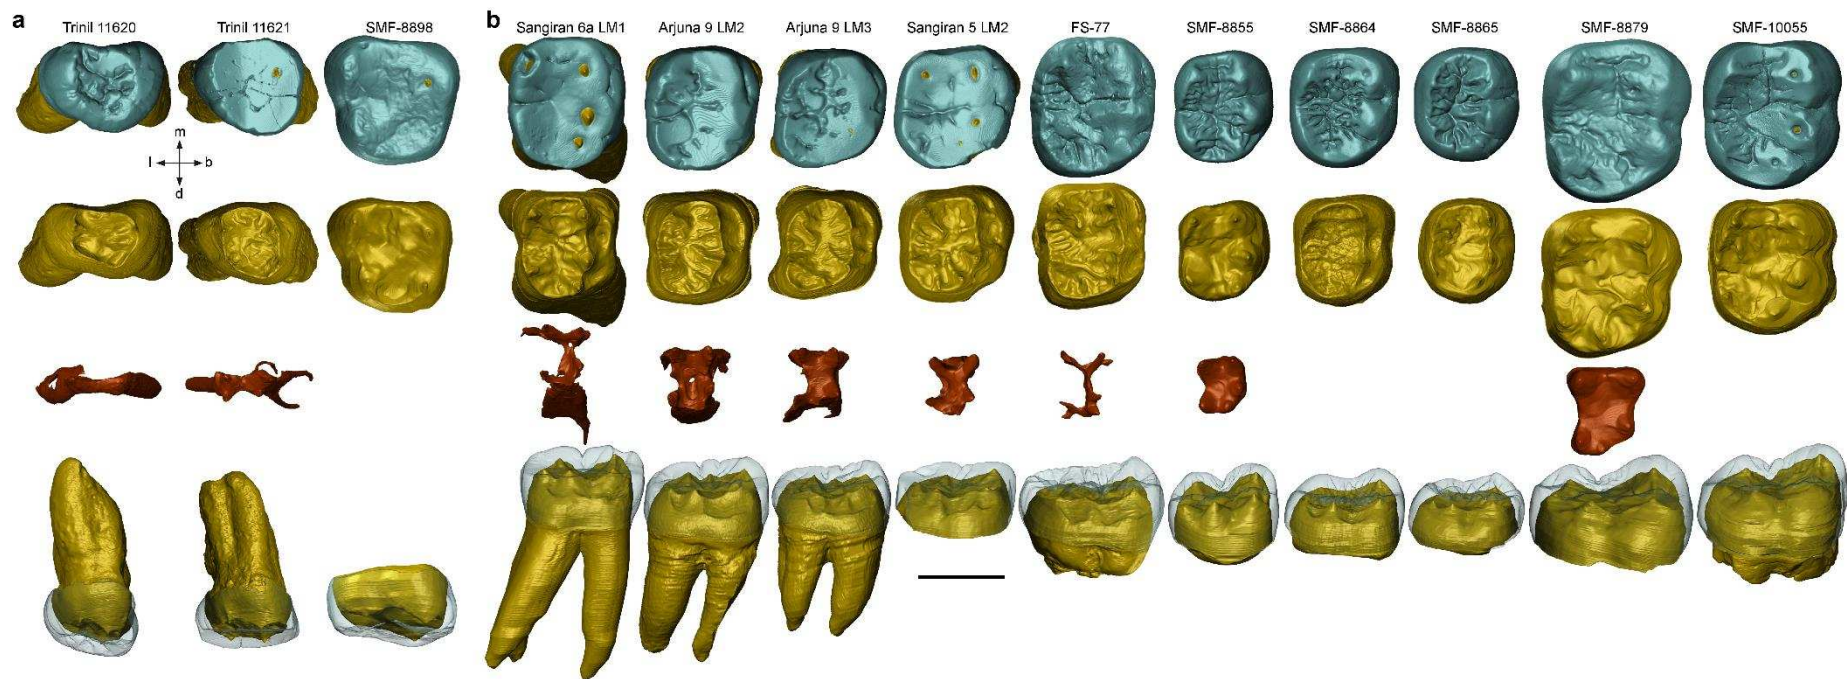 a
b
Trinil 11620 Trinil 11621 SMF-8898 Sangiran 6a LM1 Arjuna 9 LM2 Arjuna 9 LM3 Sangiran 5 LM2 FS-77 SMF-8855 SMF-8864 SMF-8865 SMF-8879 SMF-10055
m
l b
d